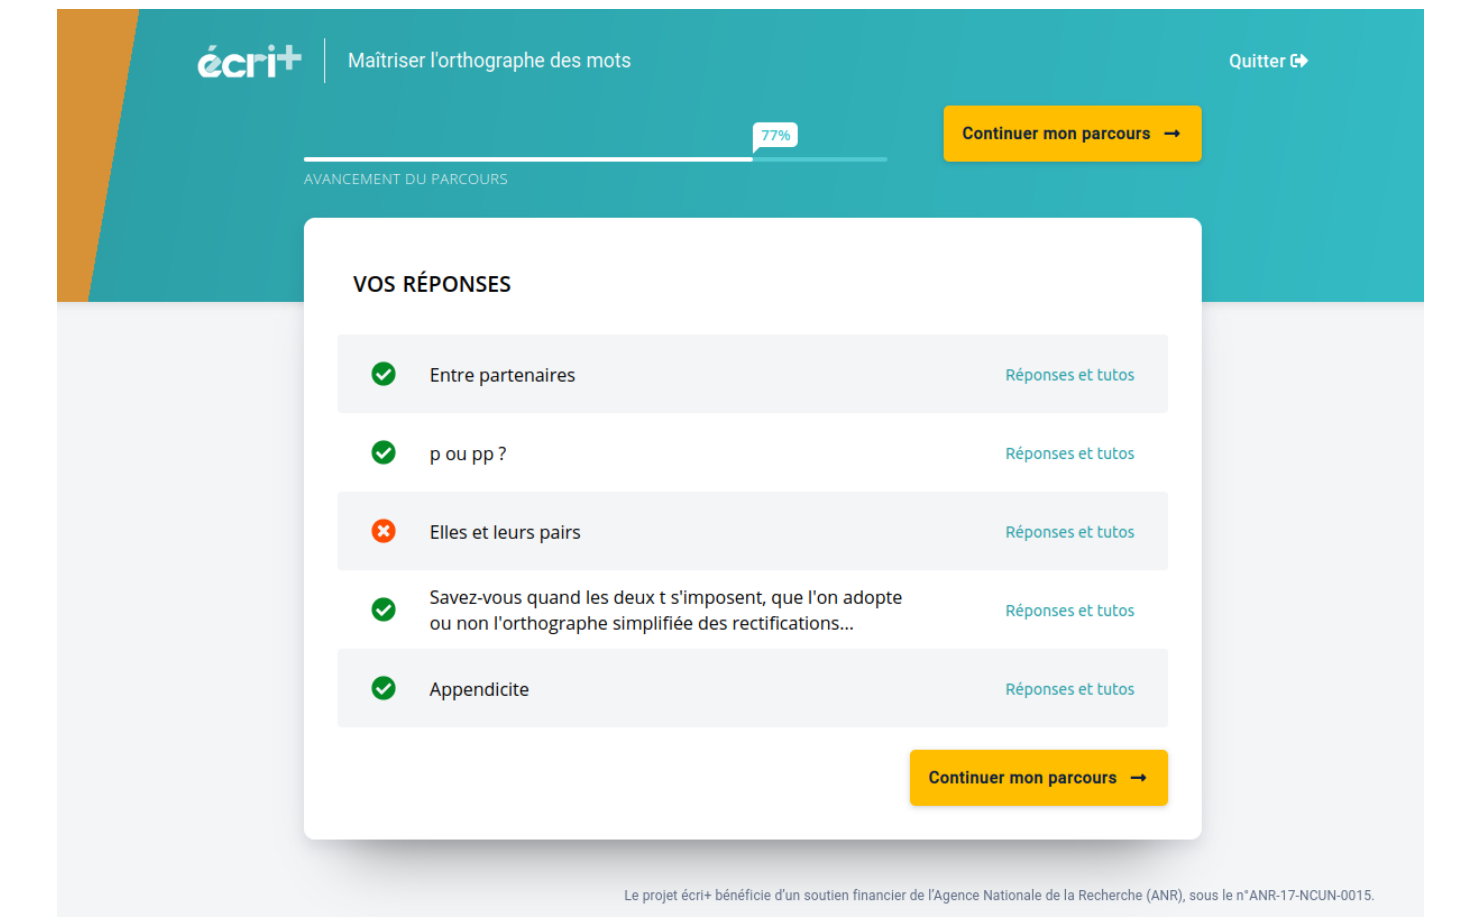 écri+
Maîtriser l'orthographe des mots
Quitter
77%
Continuer mon parcours →
AVANCEMENT DU PARCOURS
VOS RÉPONSES
Entre partenaires
Réponses et tutos
p ou pp ?
Réponses et tutos
Elles et leurs pairs
Réponses et tutos
Savez-vous quand les deux t s'imposent, que l'on adopte
ou non l'orthographe simplifiée des rectifications...
Réponses et tutos
Appendicite
Réponses et tutos
Continuer mon parcours →
Le projet écri+ bénéficie d'un soutien financier de l'Agence Nationale de la Recherche (ANR), sous le n°ANR-17-NCUN-0015.